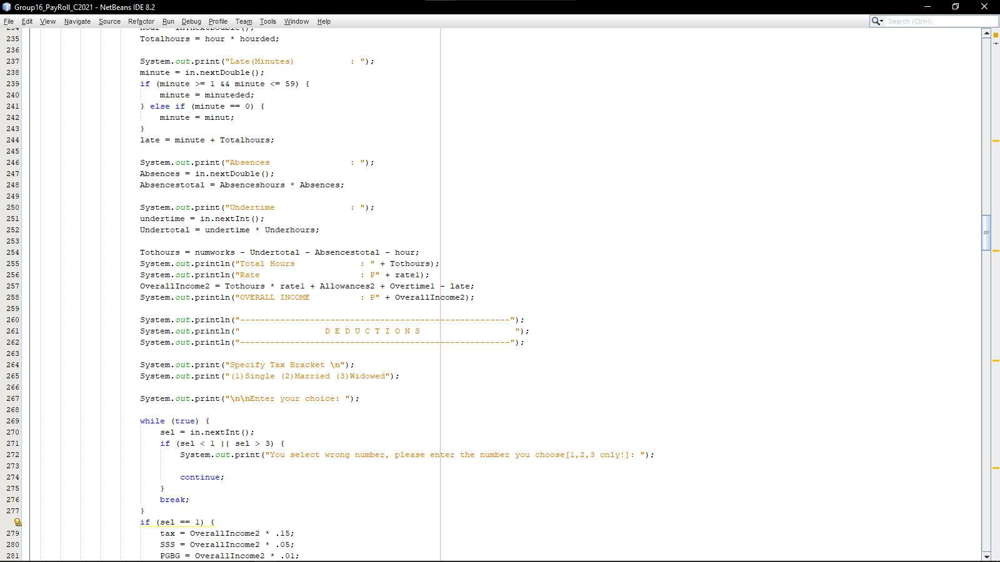 Group16_PayRoll_C2021 - NetBeans IDE 8.2
File Edit View Navigate Source Refactor Run Debug Profile Team Tools Window Help
Search (Ctrl+I)
234 hour = in.nextDouble();
235 Totalhours = hour * hourded;
236
237 System.out.print("Late(Minutes)           : ");
238 minute = in.nextDouble();
239 if (minute >= 1 && minute <= 59) {
240 minute = minuteded;
241 } else if (minute == 0) {
242 minute = minut;
243 }
244 late = minute + Totalhours;
245
246 System.out.print("Absences                : ");
247 Absences = in.nextDouble();
248 Absencestotal = Absenceshours * Absences;
249
250 System.out.print("Undertime               : ");
251 undertime = in.nextInt();
252 Undertotal = undertime * Underhours;
253
254 Tothours = numworks - Undertotal - Absencestotal - hour;
255 System.out.println("Total Hours             : " + Tothours);
256 System.out.println("Rate                    : P" + rate1);
257 OverallIncome2 = Tothours * rate1 + Allowances2 + Overtime1 - late;
258 System.out.println("OVERALL INCOME          : P" + OverallIncome2);
259
260 System.out.println("------------------------------------------------------");
261 System.out.println("                 D E D U C T I O N S                   ");
262 System.out.println("------------------------------------------------------");
263
264 System.out.print("Specify Tax Bracket \n");
265 System.out.print("(1)Single (2)Married (3)Widowed");
266
267 System.out.print("\n\nEnter your choice: ");
268
269 while (true) {
270 sel = in.nextInt();
271 if (sel < 1 || sel > 3) {
272 System.out.print("You select wrong number, please enter the number you choose[1,2,3 only!]: ");
273
274 continue;
275 }
276 break;
277 }
if (sel == 1) {
279 tax = OverallIncome2 * .15;
280 SSS = OverallIncome2 * .05;
281 PGBG = OverallIncome2 * .01;